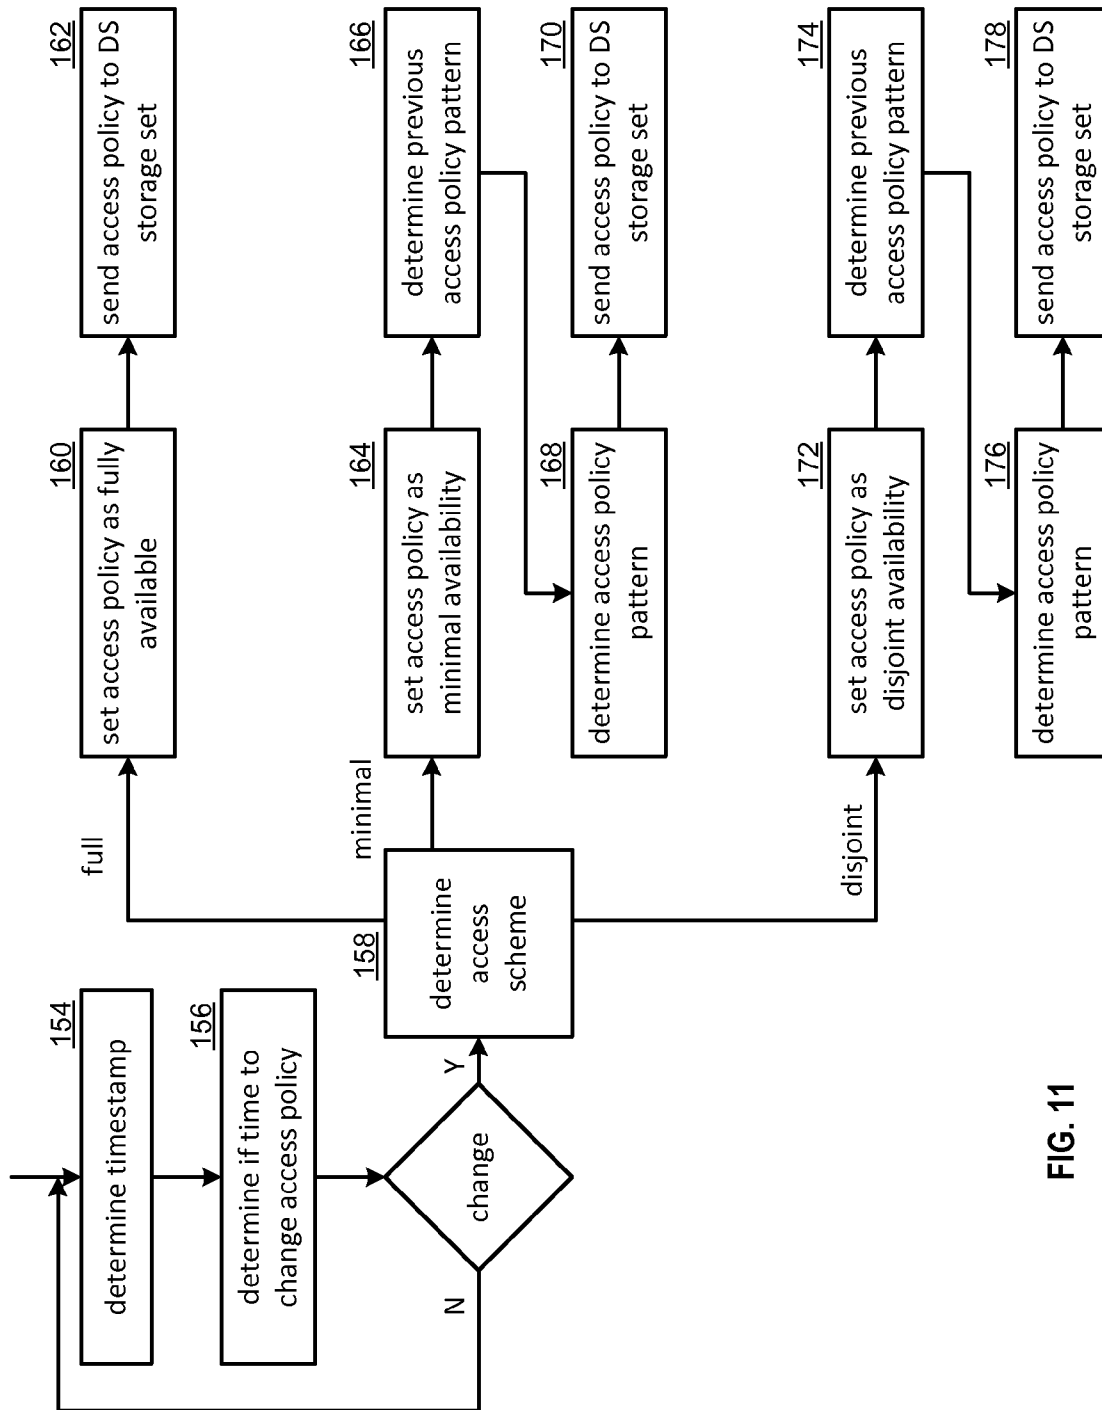 154
determine timestamp
156
determine if time to
change access policy
change
N
Y
158
determine
access
scheme
full
160
set access policy as fully
available
162
send access policy to DS
storage set
minimal
164
set access policy as
minimal availability
166
determine previous
access policy pattern
168
determine access policy
pattern
170
send access policy to DS
storage set
disjoint
172
set access policy as
disjoint availability
174
determine previous
access policy pattern
176
determine access policy
pattern
178
send access policy to DS
storage set
FIG. 11